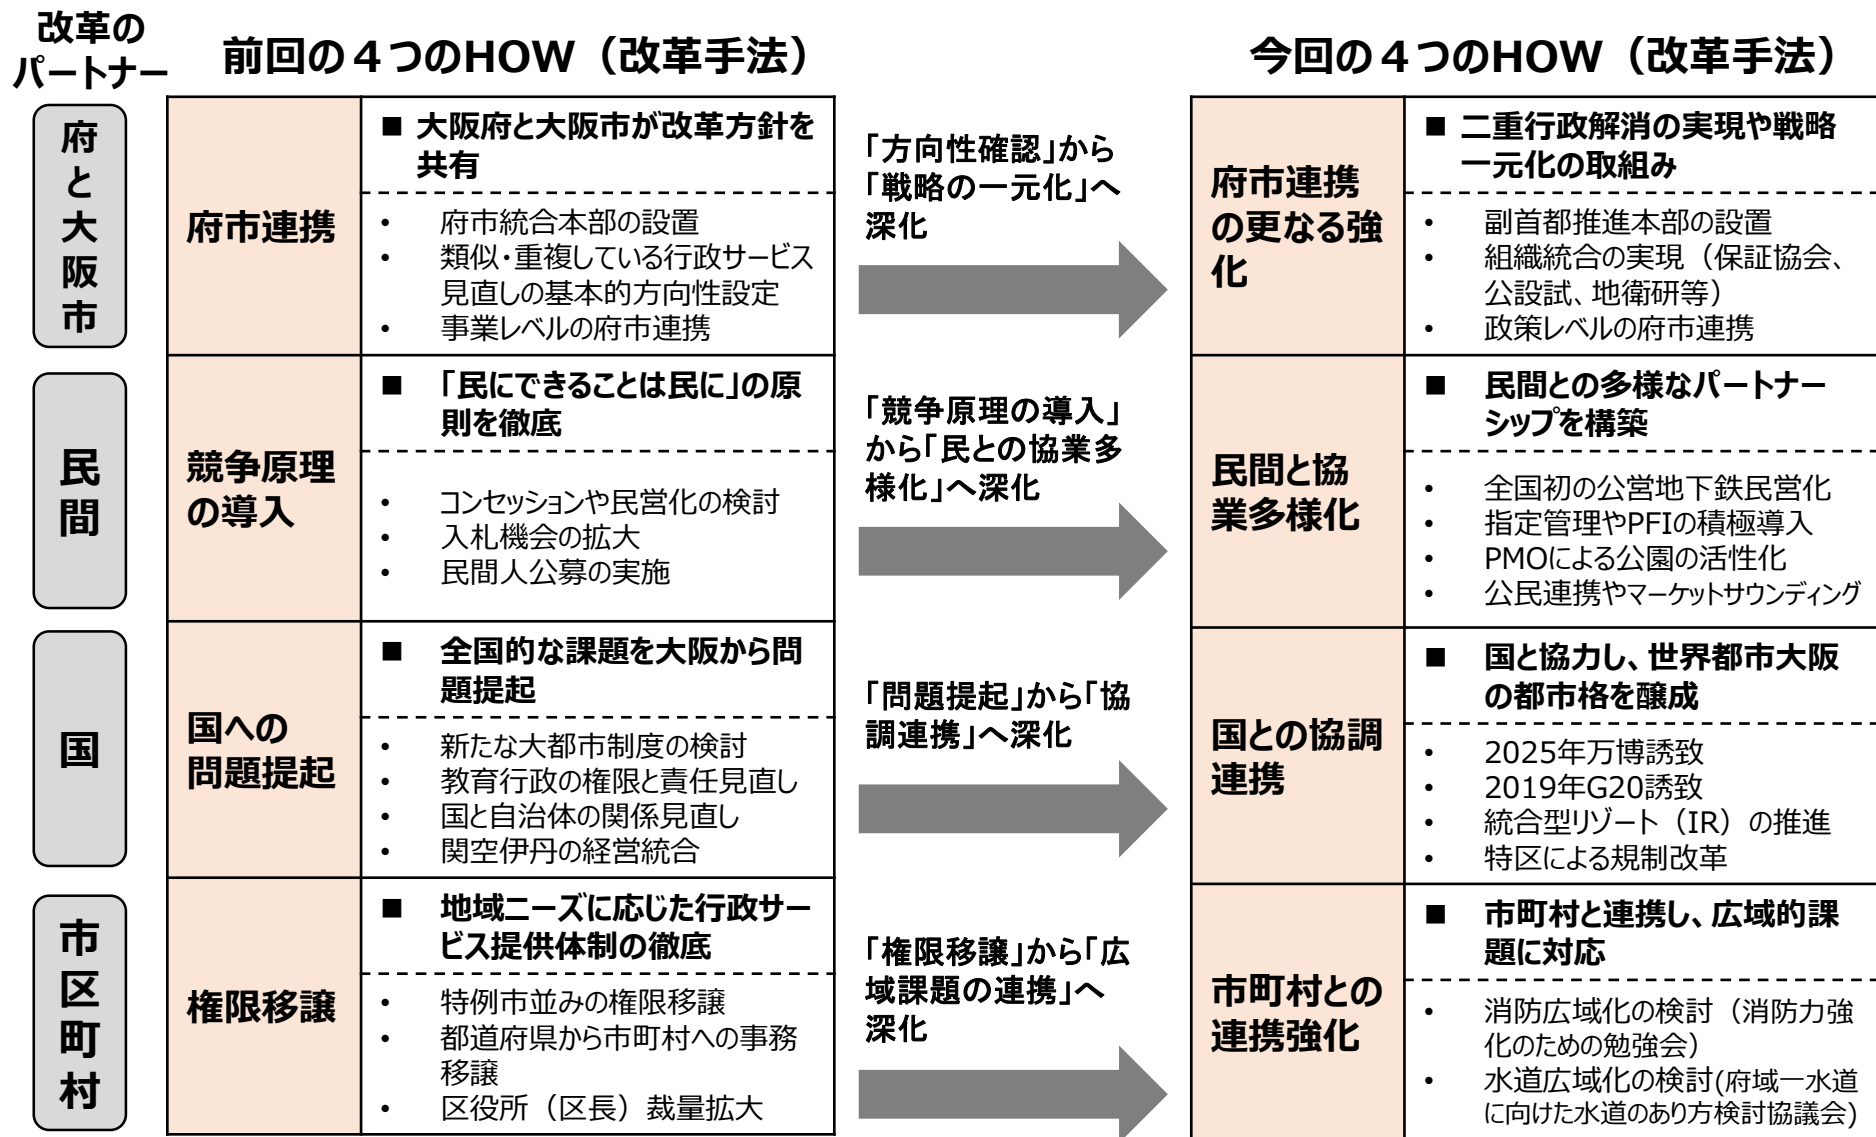 改革の
パートナー
前回の４つのHOW（改革手法）
今回の４つのHOW（改革手法）
府と大阪市
府市連携
■ 大阪府と大阪市が改革方針を
共有
• 府市統合本部の設置
• 類似・重複している行政サービス
見直しの基本的方向性設定
• 事業レベルの府市連携
「方向性確認」から
「戦略の一元化」へ
深化
府市連携
の更なる強
化
■ 二重行政解消の実現や戦略
一元化の取組み
• 副首都推進本部の設置
• 組織統合の実現（保証協会、
公設試、地衛研等）
• 政策レベルの府市連携
民間
競争原理
の導入
■ 「民にできることは民に」の原
則を徹底
• コンセッションや民営化の検討
• 入札機会の拡大
• 民間人公募の実施
「競争原理の導入」
から「民との協業多
様化」へ深化
民間と協
業多様化
■ 民間との多様なパートナー
シップを構築
• 全国初の公営地下鉄民営化
• 指定管理やPFIの積極導入
• PMOによる公園の活性化
• 公民連携やマーケットサウンディング
国
国への
問題提起
■ 全国的な課題を大阪から問
題提起
• 新たな大都市制度の検討
• 教育行政の権限と責任見直し
• 国と自治体の関係見直し
• 関空伊丹の経営統合
「問題提起」から「協
調連携」へ深化
国との協調
連携
■ 国と協力し、世界都市大阪
の都市格を醸成
• 2025年万博誘致
• 2019年G20誘致
• 統合型リゾート（IR）の推進
• 特区による規制改革
市区町村
権限移譲
■ 地域ニーズに応じた行政サー
ビス提供体制の徹底
• 特例市並みの権限移譲
• 都道府県から市町村への事務
移譲
• 区役所（区長）裁量拡大
「権限移譲」から「広
域課題の連携」へ
深化
市町村との
連携強化
■ 市町村と連携し、広域的課
題に対応
• 消防広域化の検討（消防力強
化のための勉強会）
• 水道広域化の検討(府域一水道
に向けた水道のあり方検討協議会)